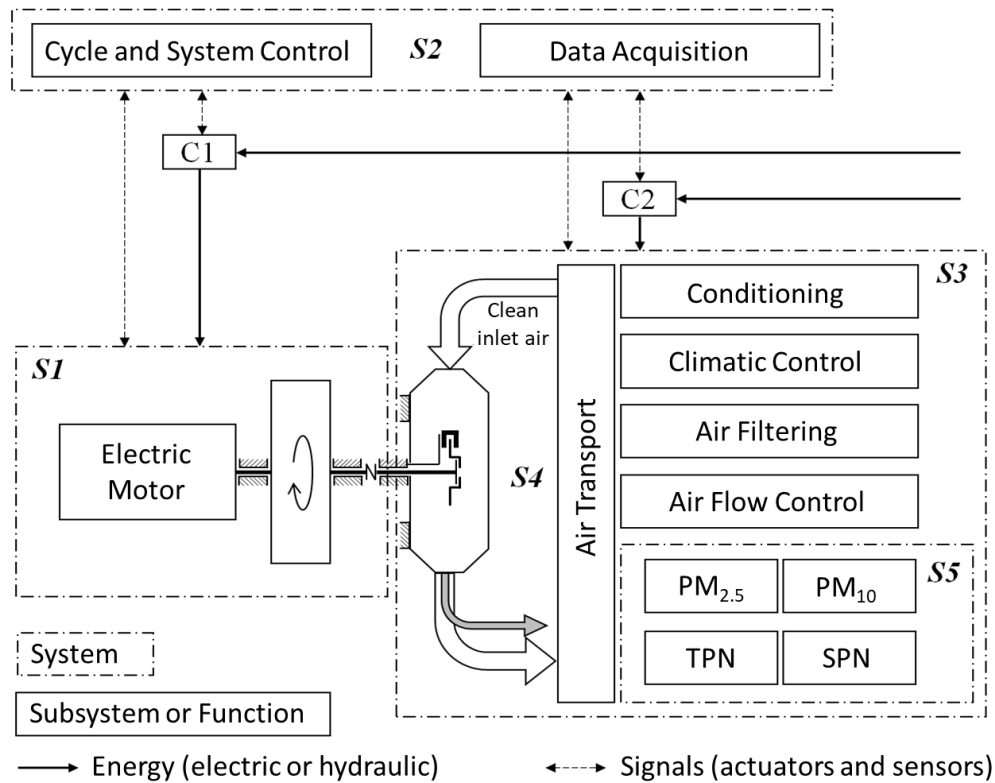 Cycle and System Control
S2
Data Acquisition
C1
C2
S3
Conditioning
Clean
inlet air
S1
Climatic Control
Air Filtering
Electric
Motor
S4
Air Transport
Air Flow Control
S5
PM2.5
PM10
TPN
SPN
System
Subsystem or Function
Energy (electric or hydraulic)
Signals (actuators and sensors)